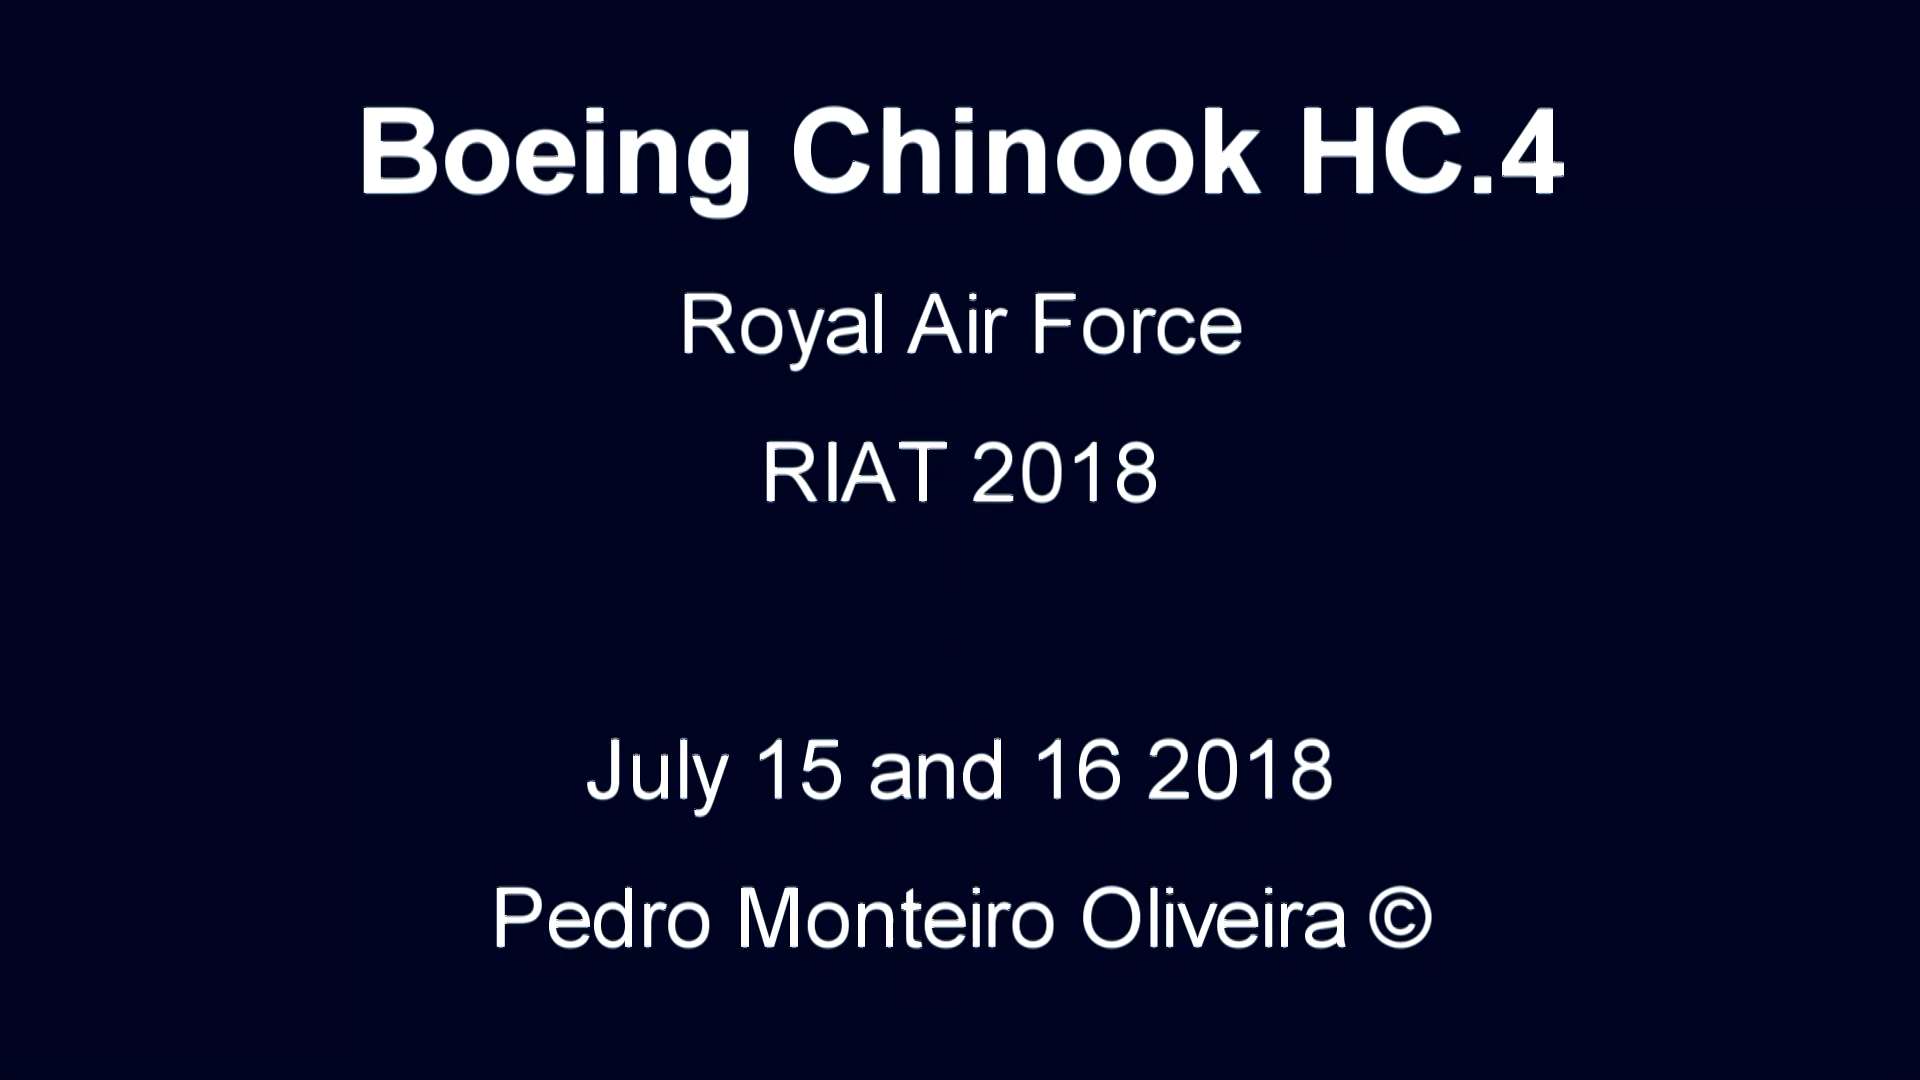 Boeing Chinook HC.4
Royal Air Force
RIAT 2018
July 15 and 16 2018
Pedro Monteiro Oliveira ©